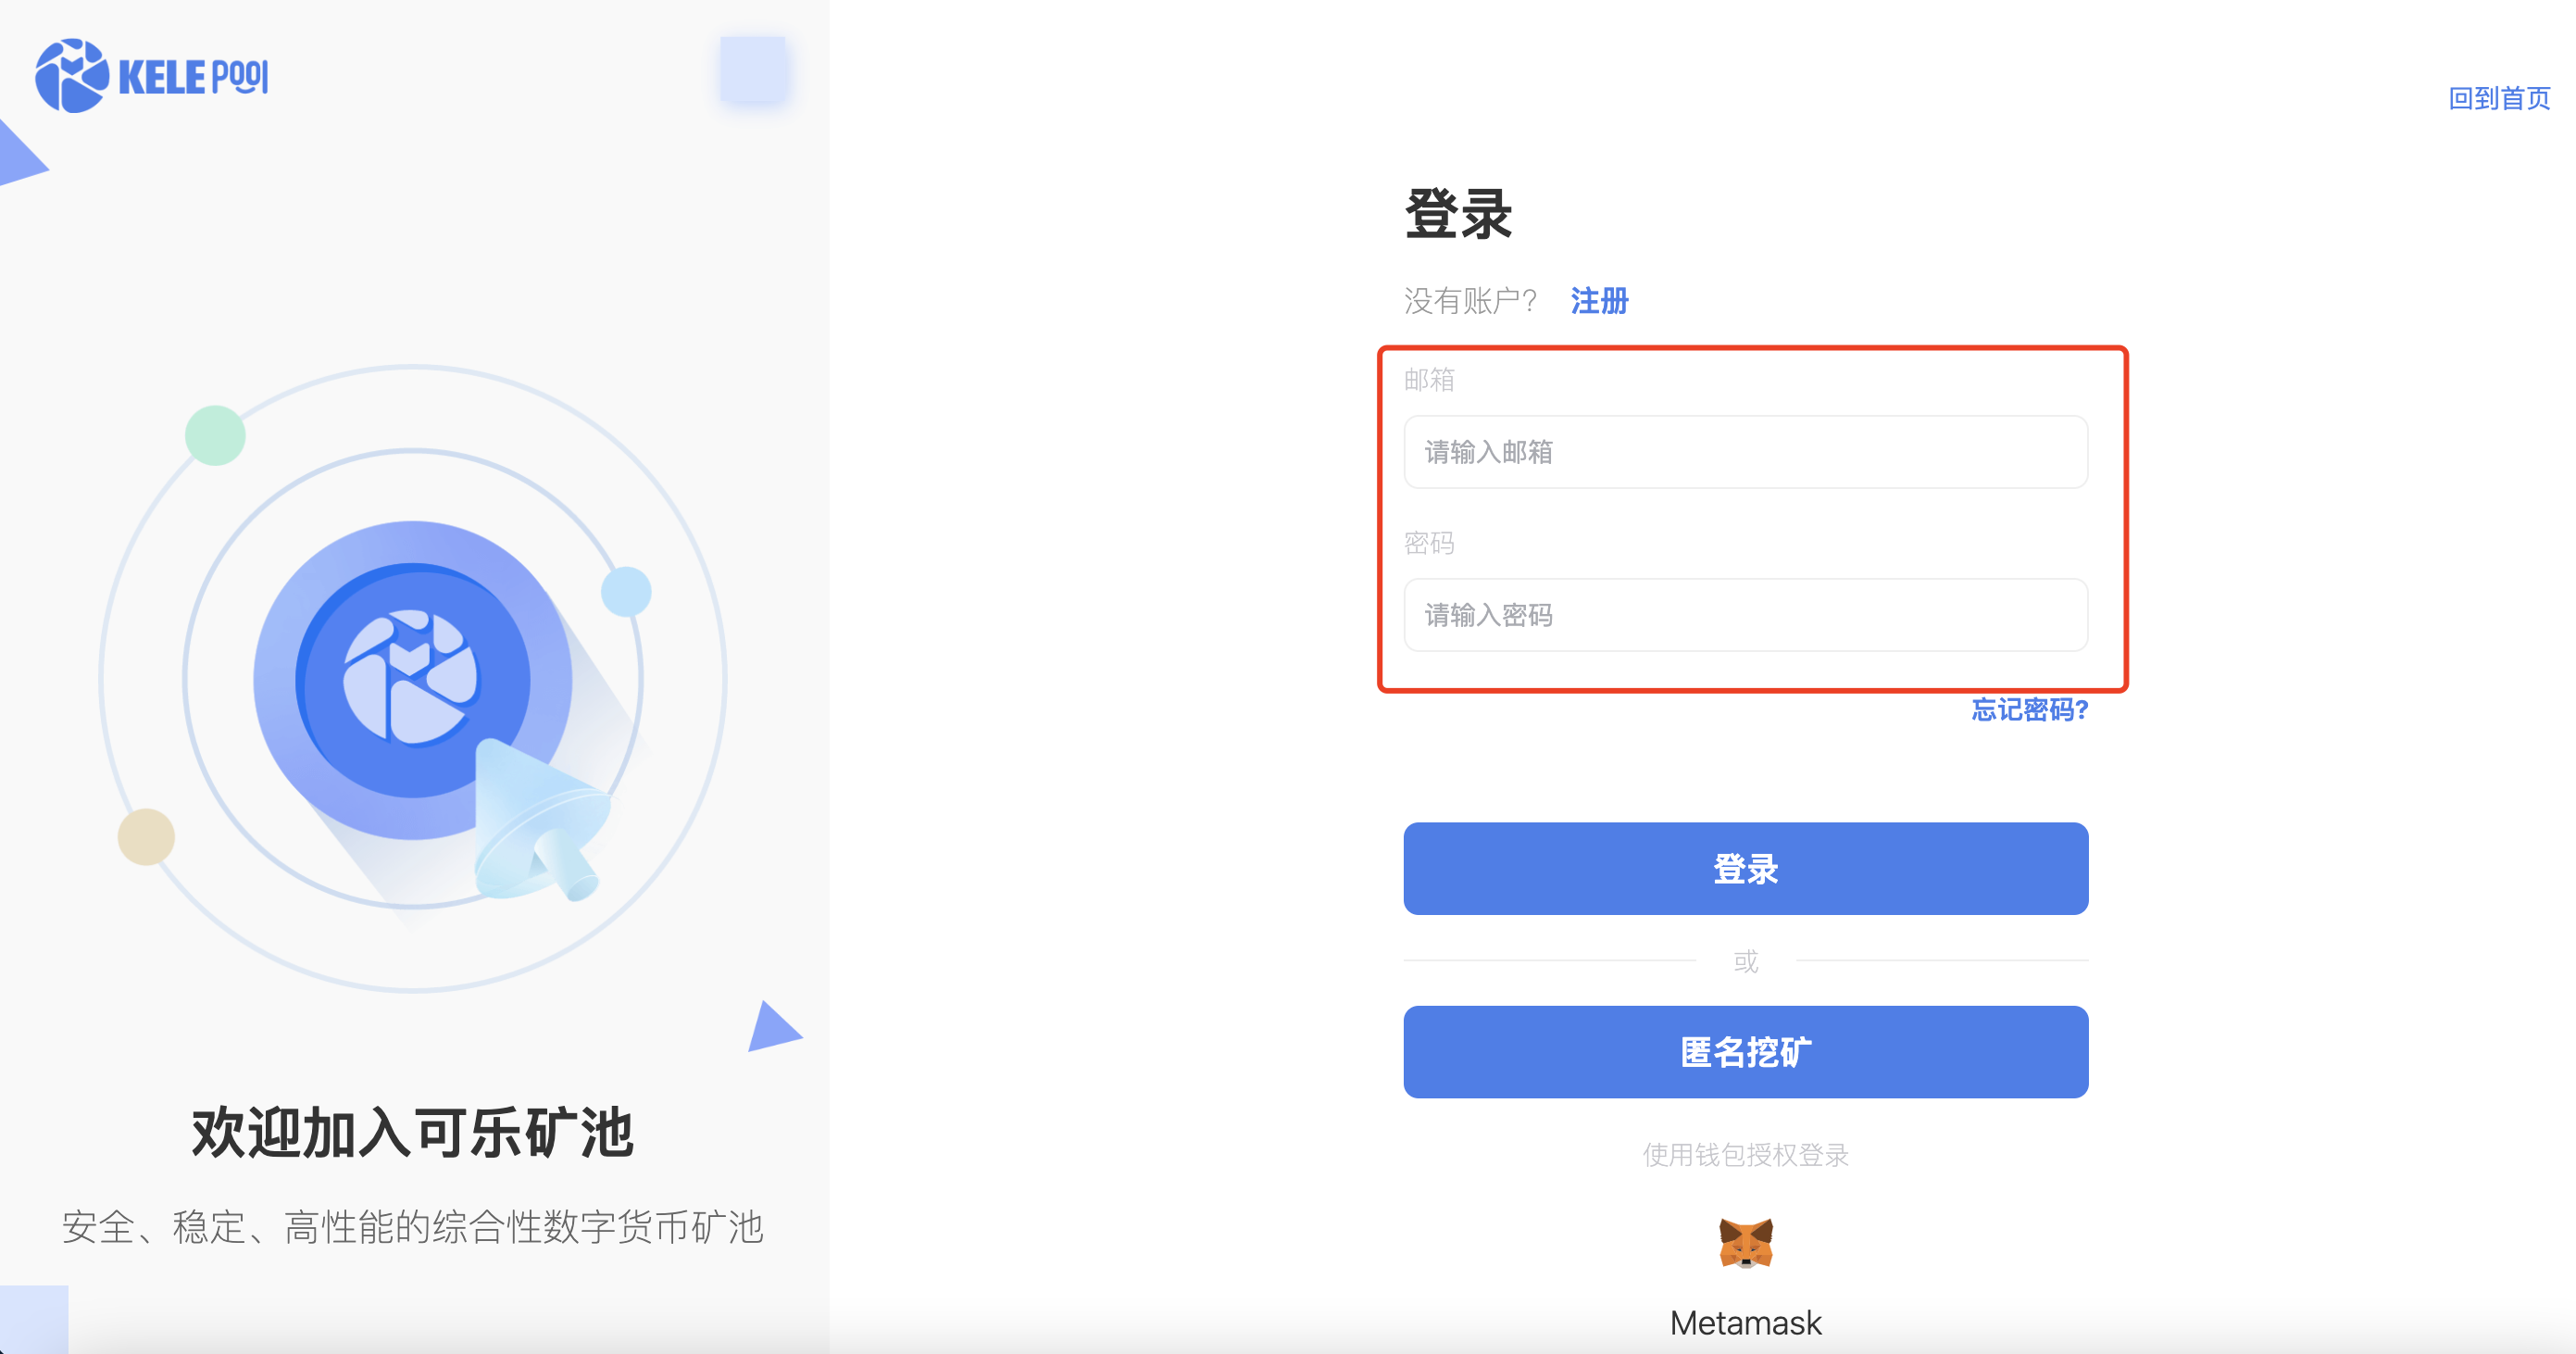 KELE POOL
欢迎加入可乐矿池
安全、稳定、高性能的综合性数字货币矿池
回到首页
登录
没有账户? 注册
邮箱
请输入邮箱
密码
请输入密码
忘记密码?
登录
或
匿名挖矿
使用钱包授权登录
Metamask